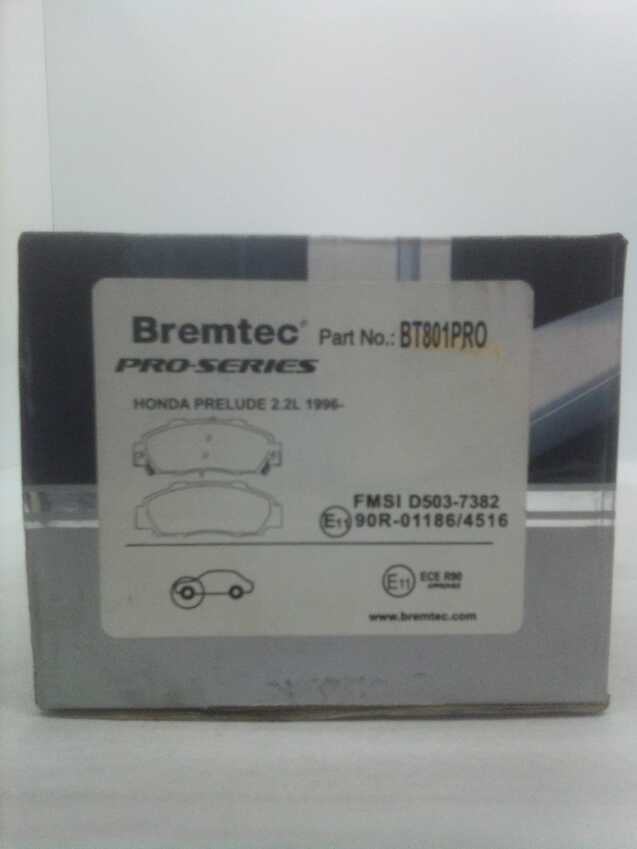 Bremtec® Part No.: BT801PRO
PRO-SERIES
HONDA PRELUDE 2.2L 1996-
FMSI D503-7382
E11 90R-01186/4516
E11 ECE R90
APPROVED
www.bremtec.com